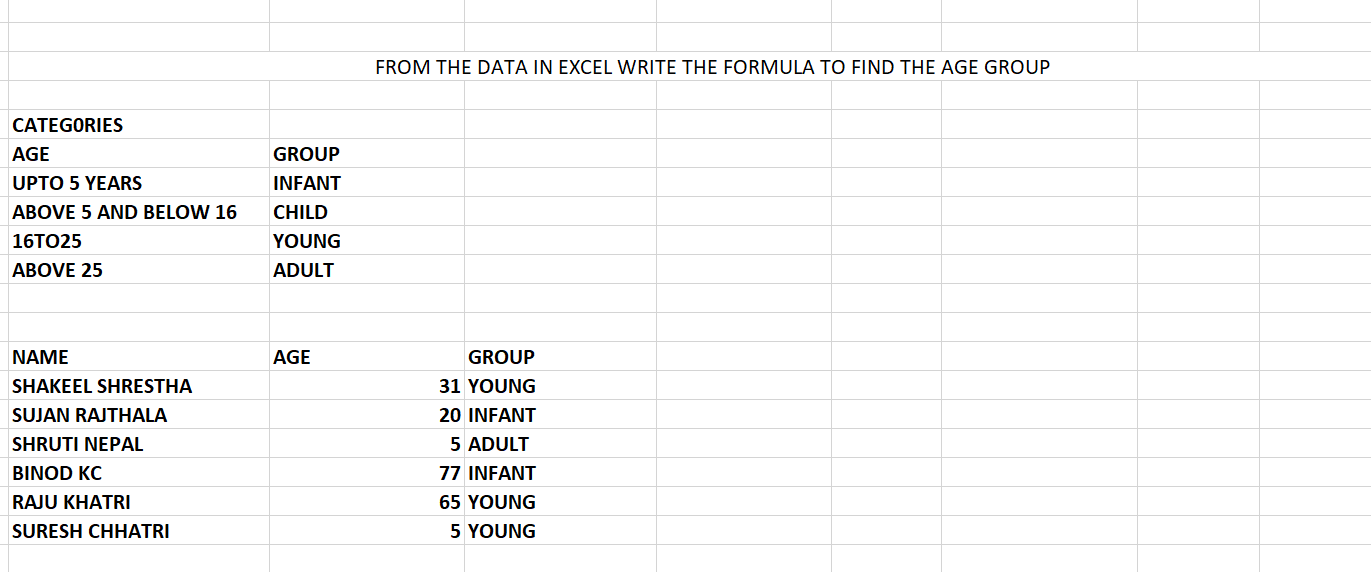 FROM THE DATA IN EXCEL WRITE THE FORMULA TO FIND THE AGE GROUP
CATEG0RIES
AGE GROUP
UPTO 5 YEARS INFANT
ABOVE 5 AND BELOW 16 CHILD
16TO25 YOUNG
ABOVE 25 ADULT
NAME AGE GROUP
SHAKEEL SHRESTHA 31 YOUNG
SUJAN RAJTHALA 20 INFANT
SHRUTI NEPAL 5 ADULT
BINOD KC 77 INFANT
RAJU KHATRI 65 YOUNG
SURESH CHHATRI 5 YOUNG